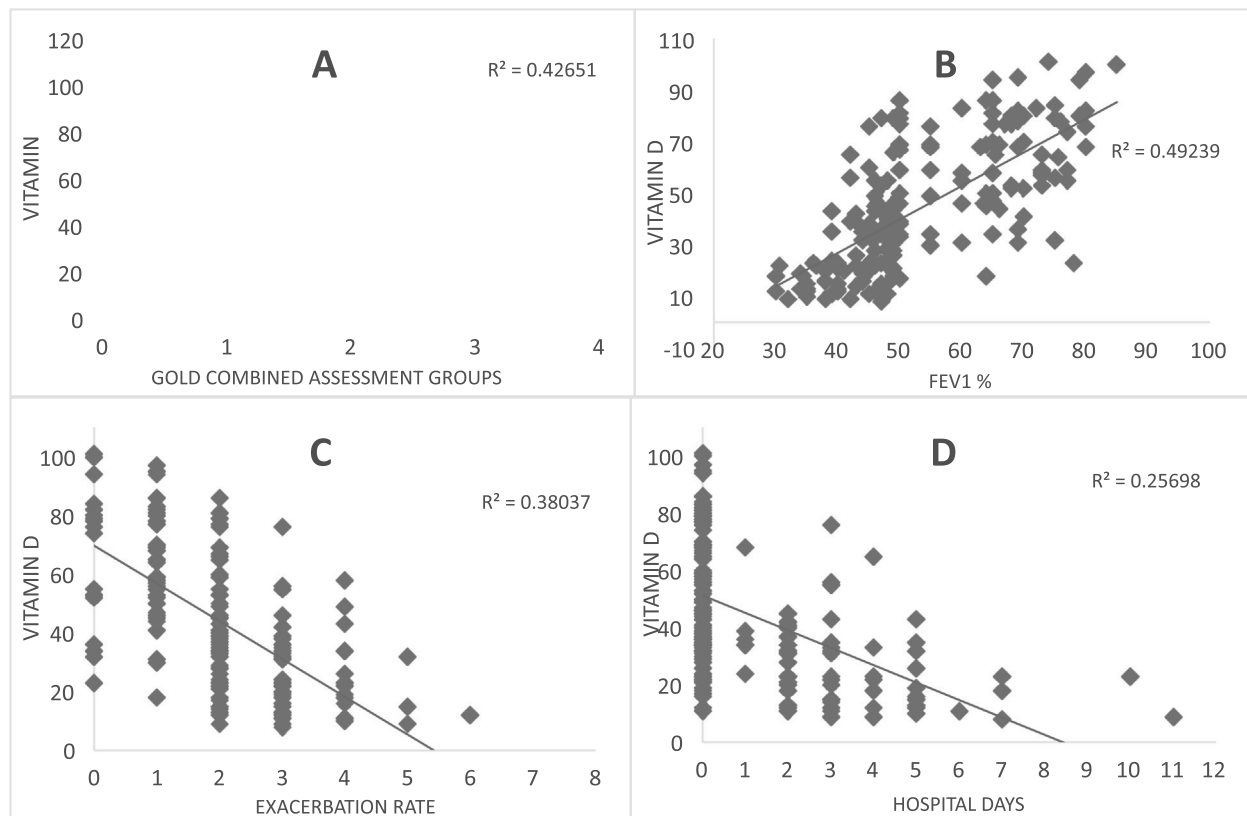 A
R² = 0.42651
VITAMIN
120
100
80
60
40
20
0
0 1 2 3 4
GOLD COMBINED ASSESSMENT GROUPS
B
R² = 0.49239
VITAMIN D
110
90
70
50
30
10
-10
20 30 40 50 60 70 80 90 100
FEV1 %
C
R² = 0.38037
VITAMIN D
100
80
60
40
20
0
0 1 2 3 4 5 6 7 8
EXACERBATION RATE
D
R² = 0.25698
VITAMIN D
100
80
60
40
20
0
0 1 2 3 4 5 6 7 8 9 10 11 12
HOSPITAL DAYS